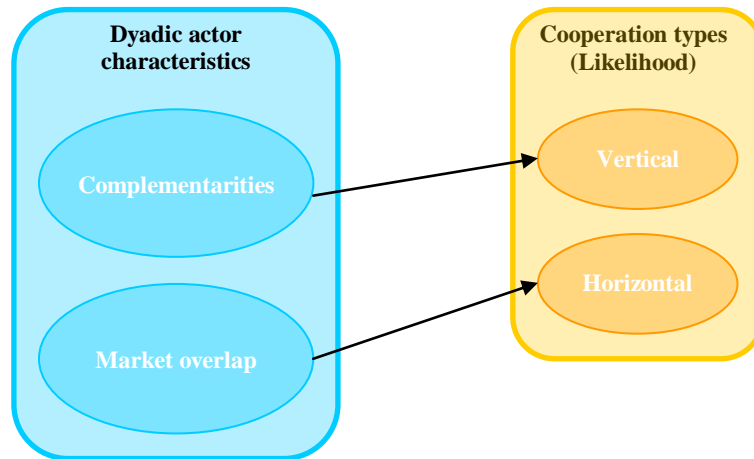 Dyadic actor
characteristics
Complementarities
Market overlap
Cooperation types
(Likelihood)
Vertical
Horizontal